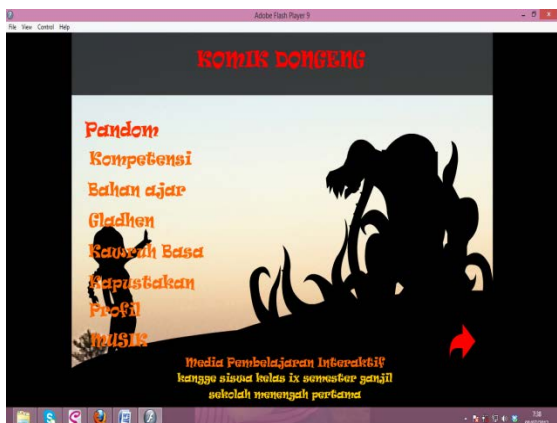 Adobe Flash Player 9
File View Control Help
KOMIK DONGENG
Pandom
Kompetensi
Bahan ajar
Gladhen
Kawruh Basa
Kapustakan
Profil
MUSIK
Media Pembelajaran Interaktif
kangge siswa kelas ix semester ganjil
sekolah menengah pertama